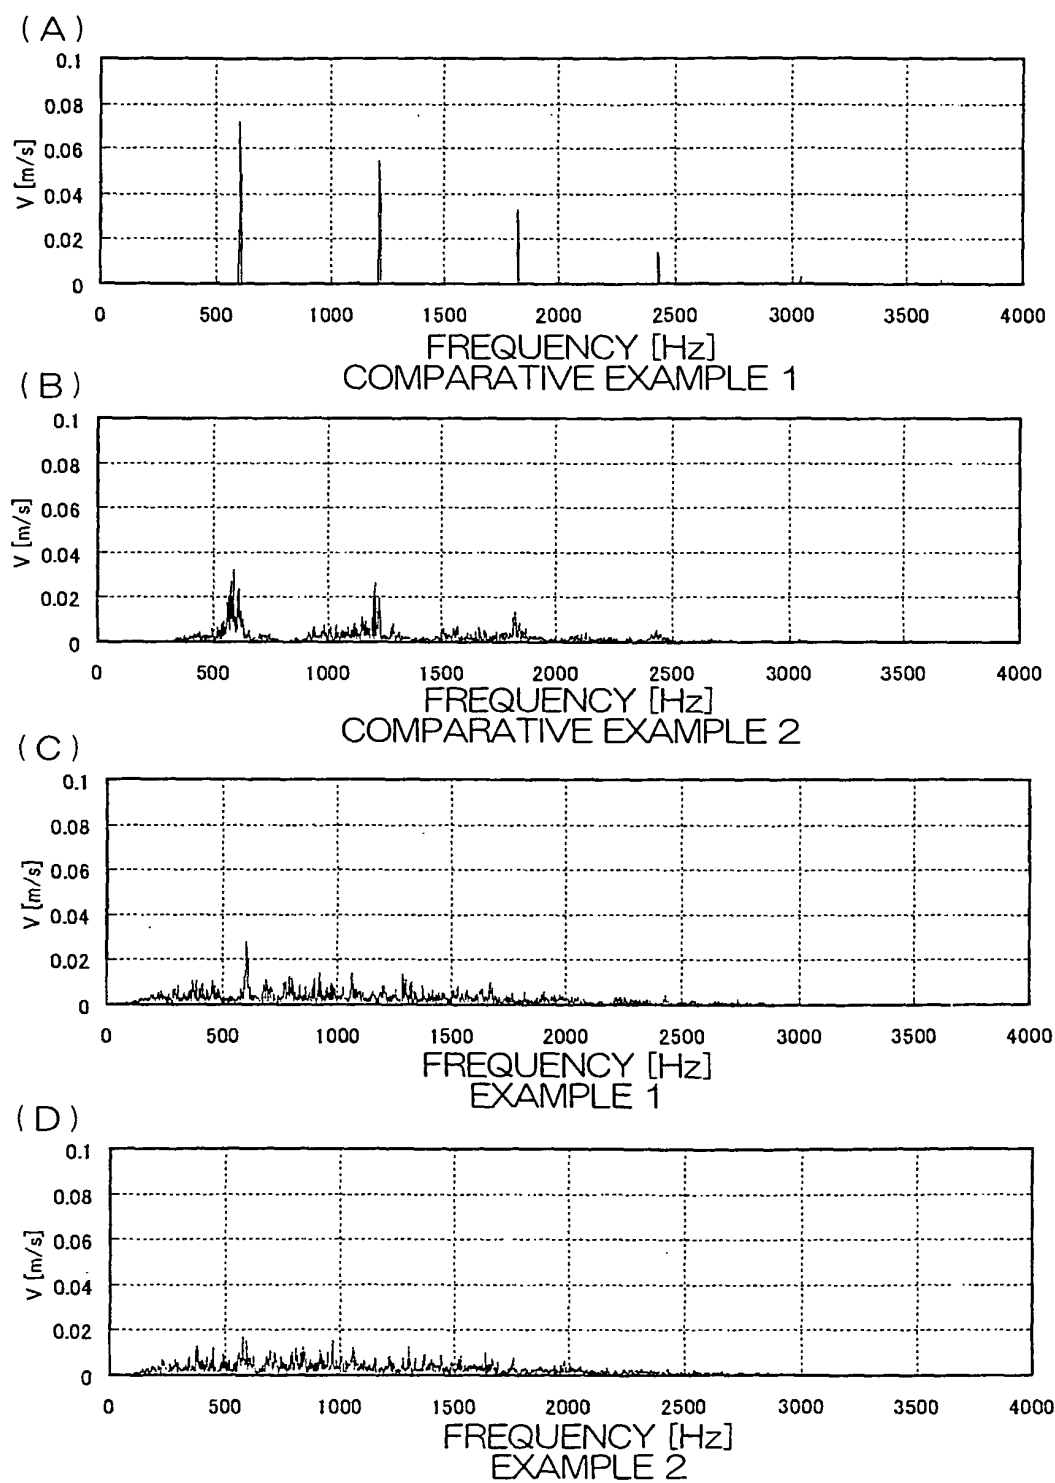 (A)
0.1
0.08
0.06
0.04
0.02
0
V [m/s]
0 500 1000 1500 2000 2500 3000 3500 4000
FREQUENCY [Hz]
COMPARATIVE EXAMPLE 1
(B)
0.1
0.08
0.06
0.04
0.02
0
V [m/s]
0 500 1000 1500 2000 2500 3000 3500 4000
FREQUENCY [Hz]
COMPARATIVE EXAMPLE 2
(C)
0.1
0.08
0.06
0.04
0.02
0
V [m/s]
0 500 1000 1500 2000 2500 3000 3500 4000
FREQUENCY [Hz]
EXAMPLE 1
(D)
0.1
0.08
0.06
0.04
0.02
0
V [m/s]
0 500 1000 1500 2000 2500 3000 3500 4000
FREQUENCY [Hz]
EXAMPLE 2